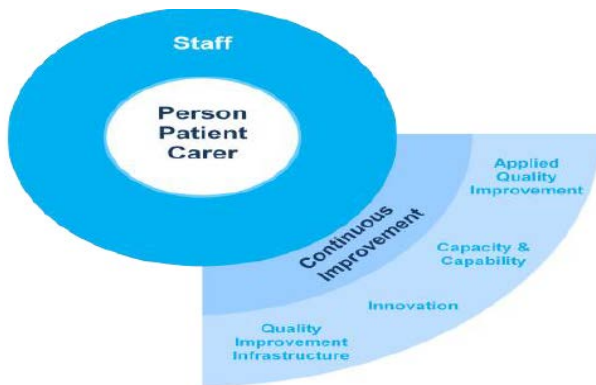 Staff
Person
Patient
Carer
Continuous
Improvement
Applied
Quality
Improvement
Capacity &
Capability
Innovation
Quality
Improvement
Infrastructure